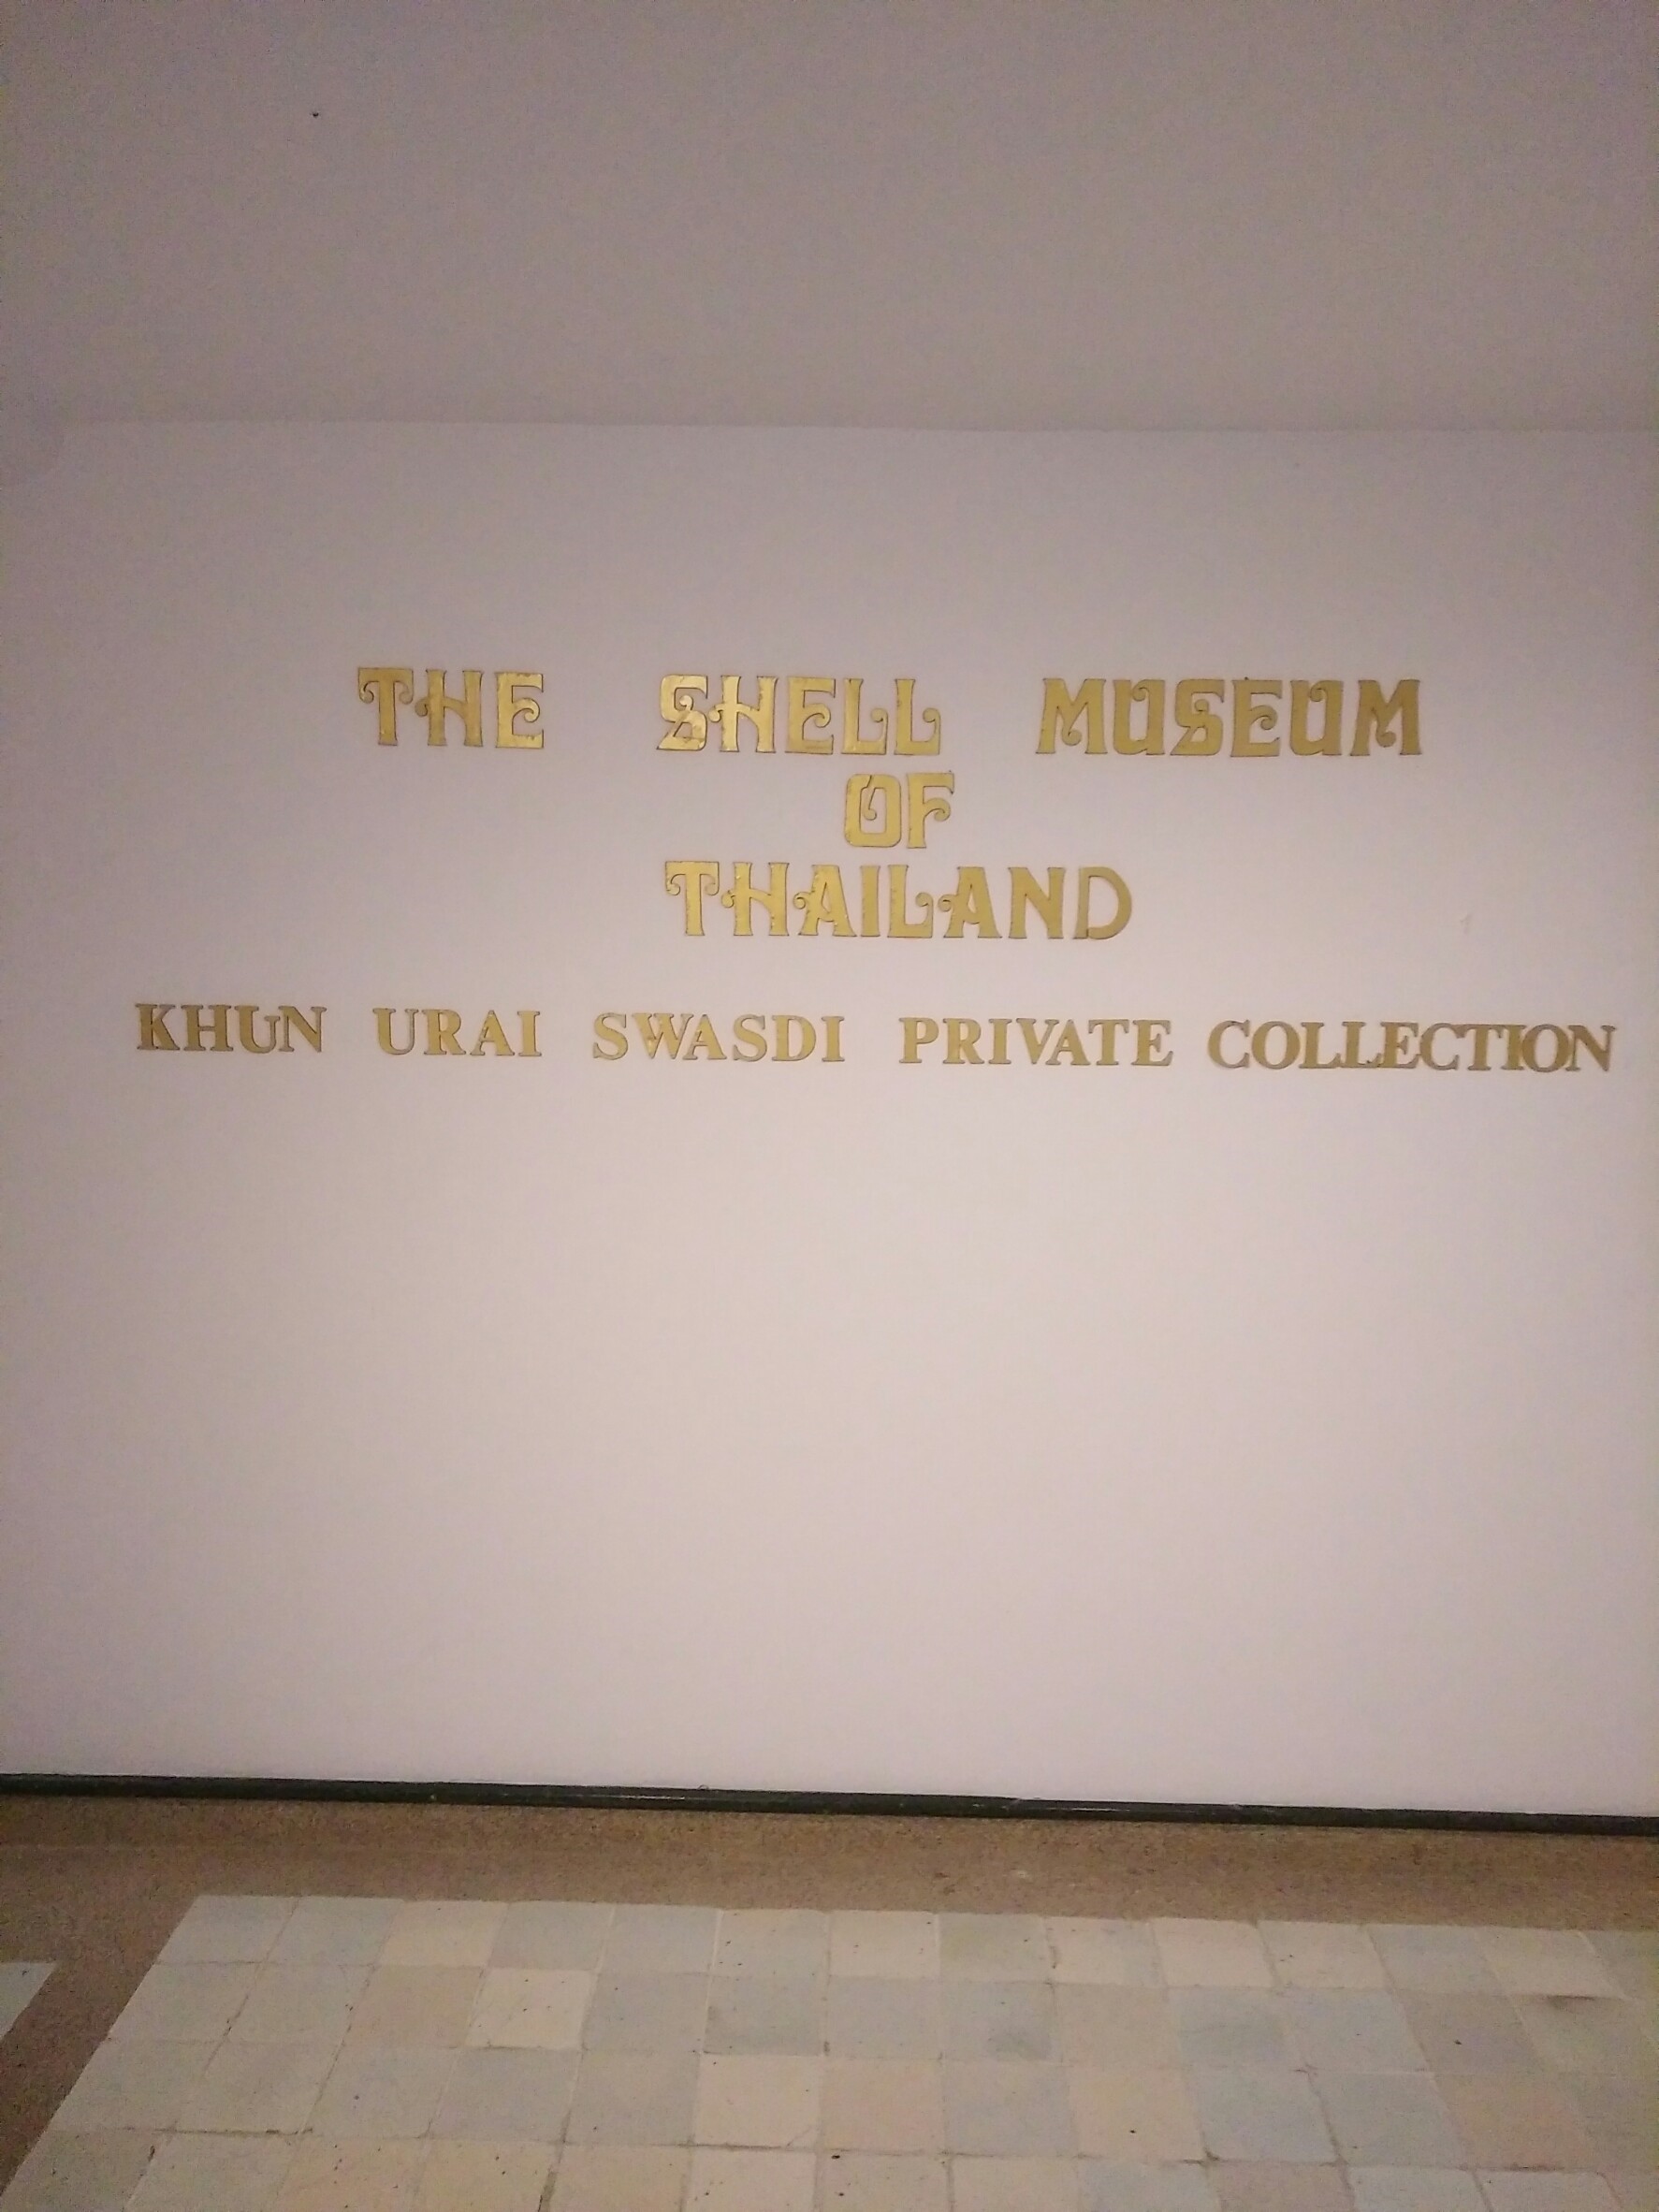 THE SHELL MUSEUM
OF
THAILAND
KHUN URAI SWASDI PRIVATE COLLECTION